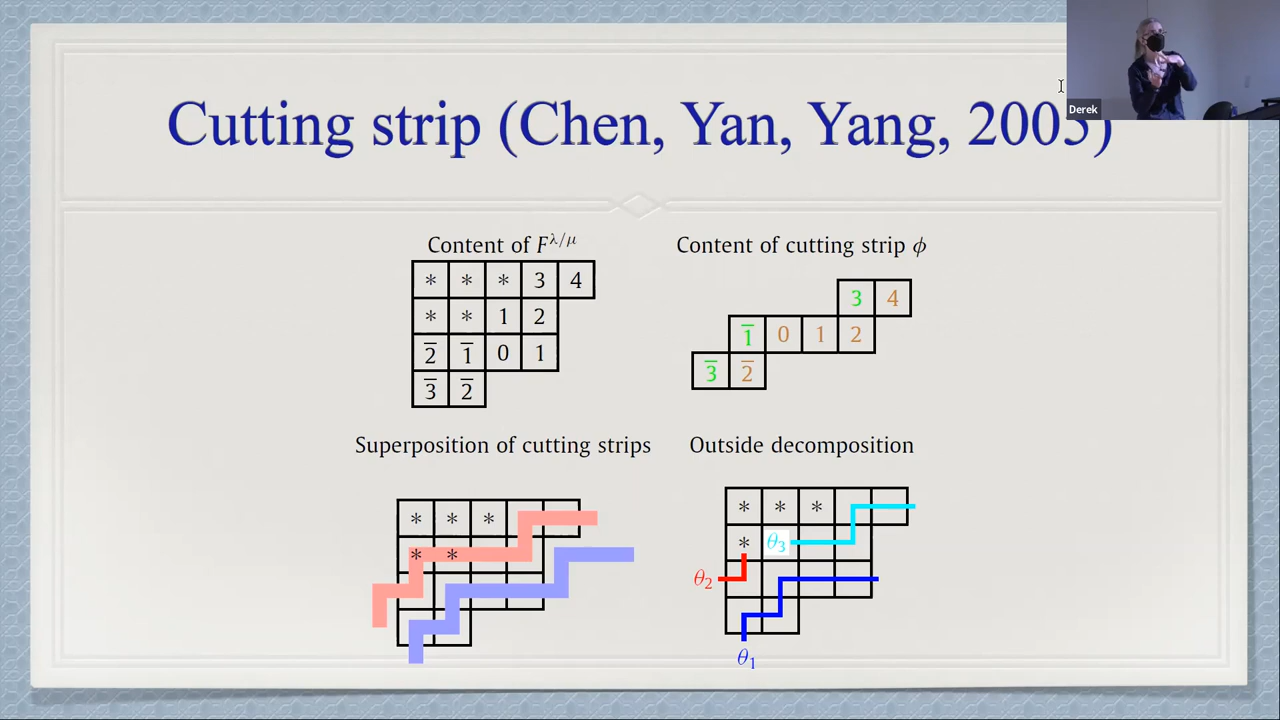 Derek
Cutting strip (Chen, Yan, Yang, 2005)
Content of F^{λ/μ}
* * * 3 4
* * 1 2
2̅ 1̅ 0 1
3̅ 2̅
Content of cutting strip ϕ
3 4
1̅ 0 1 2
3̅ 2̅
Superposition of cutting strips
* * *
* *
Outside decomposition
* * *
* θ₃
θ₂
θ₁